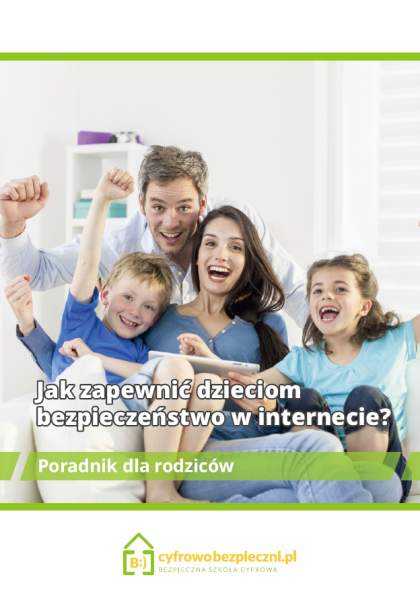 Jak zapewnić dzieciom
bezpieczeństwo w internecie?
Poradnik dla rodziców
B:)
cyfrowobezpieczni.pl
BEZPIECZNA SZKOŁA CYFROWA